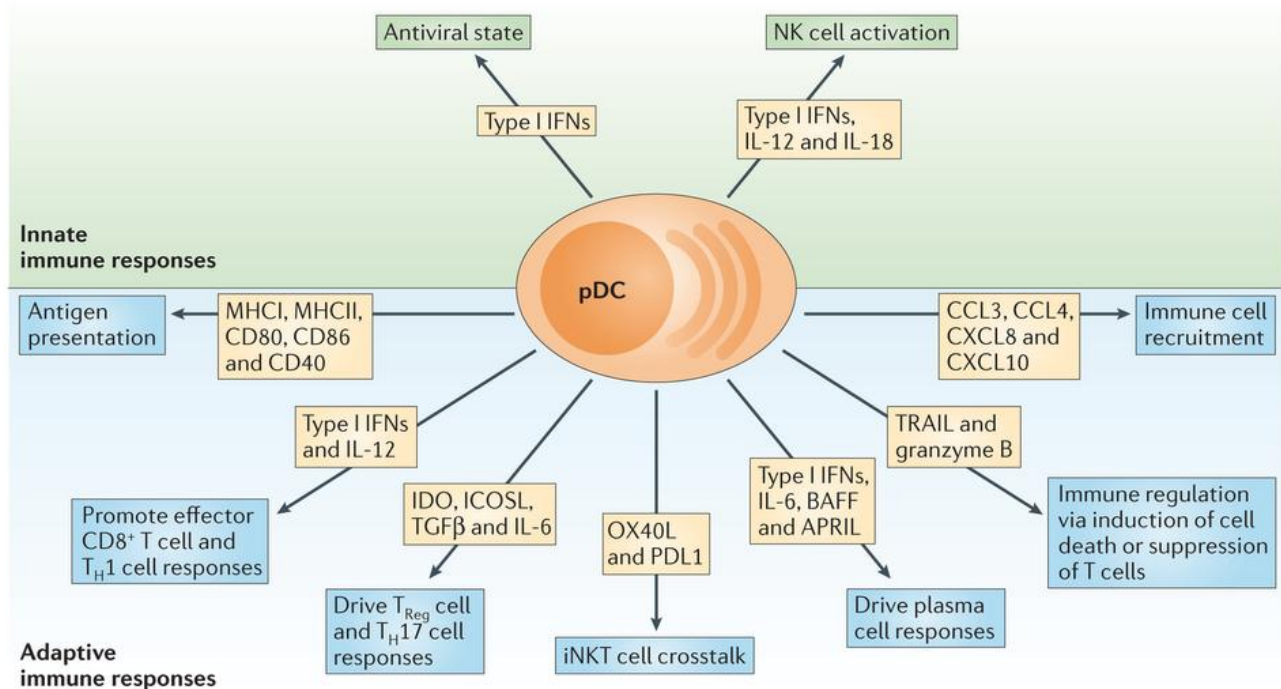 Antiviral state
NK cell activation
Type I IFNs
Type I IFNs,
IL-12 and IL-18
Innate
immune responses
pDC
Antigen
presentation
MHCI, MHCII,
CD80, CD86
and CD40
CCL3, CCL4,
CXCL8 and
CXCL10
Immune cell
recruitment
Type I IFNs
and IL-12
TRAIL and
granzyme B
IDO, ICOSL,
TGFβ and IL-6
OX40L
and PDL1
Type I IFNs,
IL-6, BAFF
and APRIL
Promote effector
CD8⁺ T cell and
T_H1 cell responses
Immune regulation
via induction of cell
death or suppression
of T cells
Drive T_Reg cell
and T_H17 cell
responses
iNKT cell crosstalk
Drive plasma
cell responses
Adaptive
immune responses